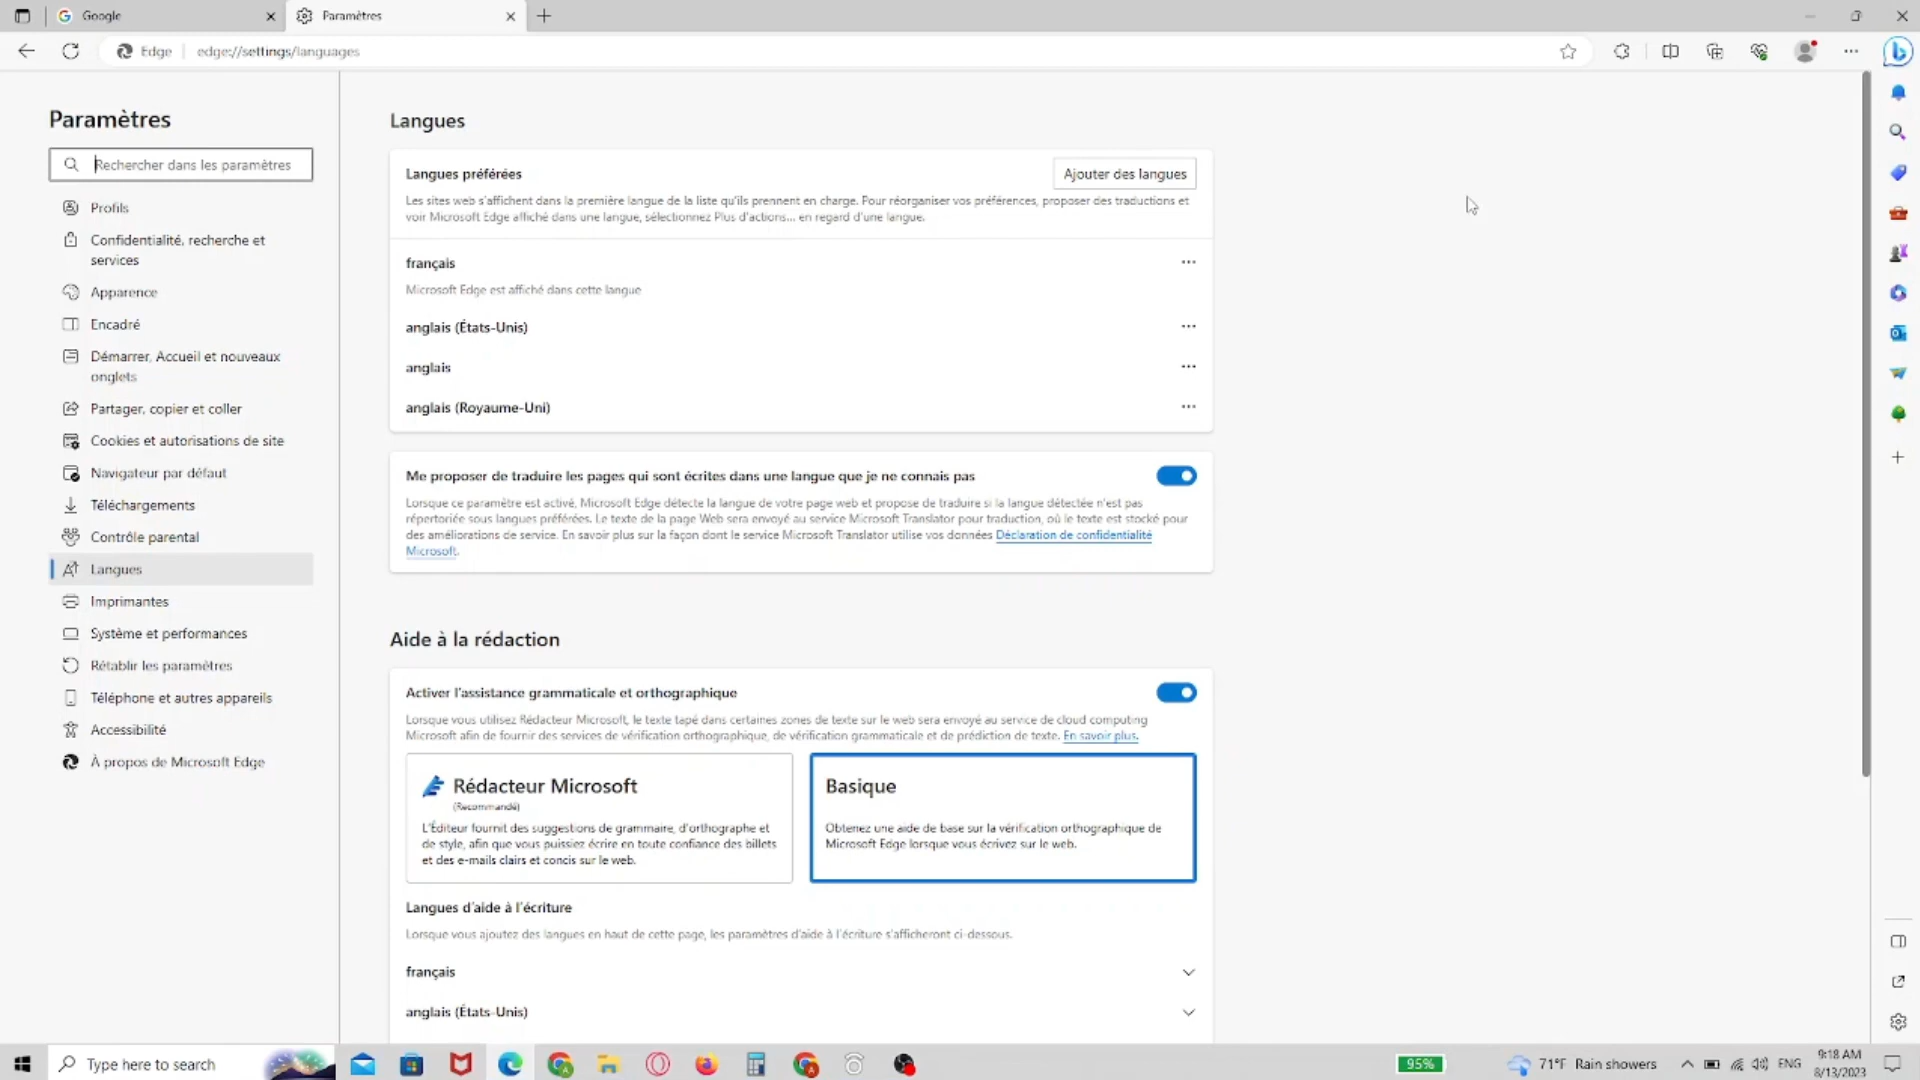 Google
Paramètres
Edge
edge://settings/languages
Paramètres
Rechercher dans les paramètres
Profils
Confidentialité, recherche et
services
Apparence
Encadré
Démarrer, Accueil et nouveaux
onglets
Partager, copier et coller
Cookies et autorisations de site
Navigateur par défaut
Téléchargements
Contrôle parental
Langues
Imprimantes
Système et performances
Rétablir les paramètres
Téléphone et autres appareils
Accessibilité
À propos de Microsoft Edge
Langues
Langues préférées
Ajouter des langues
Les sites web s'affichent dans la première langue de la liste qu'ils prennent en charge. Pour réorganiser vos préférences, proposer des traductions et
voir Microsoft Edge affiché dans une langue, sélectionnez Plus d'actions... en regard d'une langue.
français
Microsoft Edge est affiché dans cette langue
anglais (États-Unis)
anglais
anglais (Royaume-Uni)
Me proposer de traduire les pages qui sont écrites dans une langue que je ne connais pas
Lorsque ce paramètre est activé, Microsoft Edge détecte la langue de votre page web et propose de traduire si la langue détectée n'est pas
répertoriée sous langues préférées. Le texte de la page Web sera envoyé au service Microsoft Translator pour traduction, où le texte est stocké pour
des améliorations de service. En savoir plus sur la façon dont le service Microsoft Translator utilise vos données Déclaration de confidentialité
Microsoft.
Aide à la rédaction
Activer l'assistance grammaticale et orthographique
Lorsque vous utilisez Rédacteur Microsoft, le texte tapé dans certaines zones de texte sur le web sera envoyé au service de cloud computing
Microsoft afin de fournir des services de vérification orthographique, de vérification grammaticale et de prédiction de texte. En savoir plus.
Rédacteur Microsoft
(Recommandé)
L'Éditeur fournit des suggestions de grammaire, d'orthographe et
de style, afin que vous puissiez écrire en toute confiance des billets
et des e-mails clairs et concis sur le web.
Basique
Obtenez une aide de base sur la vérification orthographique de
Microsoft Edge lorsque vous écrivez sur le web.
Langues d'aide à l'écriture
Lorsque vous ajoutez des langues en haut de cette page, les paramètres d'aide à l'écriture s'afficheront ci-dessous.
français
anglais (États-Unis)
Type here to search
95%
71°F Rain showers
ENG
9:18 AM
8/13/2023